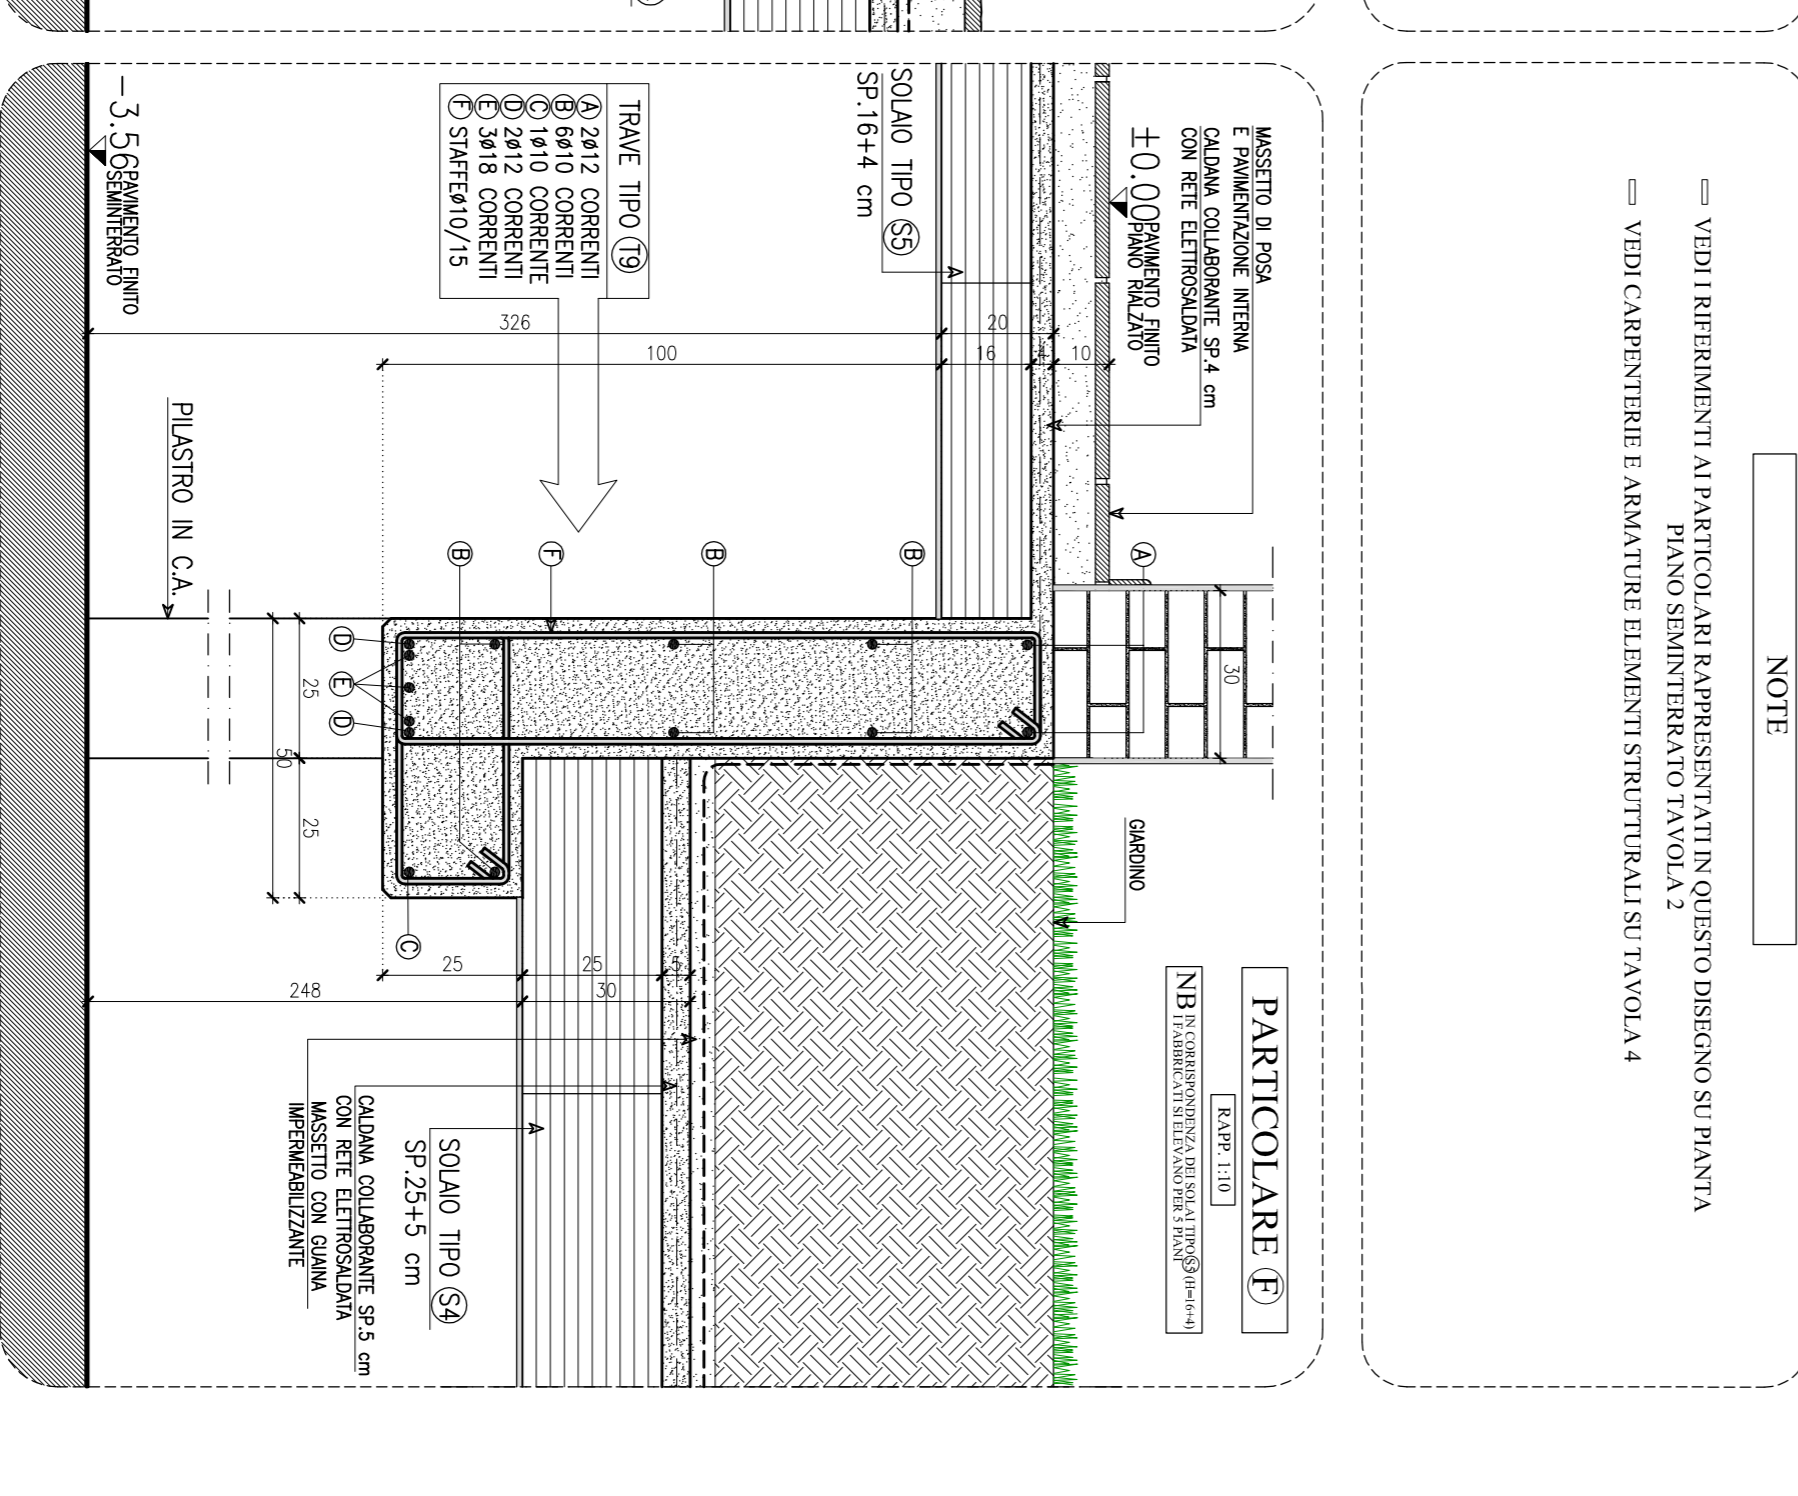 NOTE
VEDI I RIFERIMENTI AI PARTICOLARI RAPPRESENTATI IN QUESTO DISEGNO SU PIANTA
PIANO SEMINTERRATO TAVOLA 2
VEDI CARPENTERIE E ARMATURE ELEMENTI STRUTTURALI SU TAVOLA 4
PARTICOLARE F
RAPP. 1:10
NB IN CORRISPONDENZA DEI SOLAI TIPO S5 (H=16+4)
I FABBRICATI SI ELEVANO PER 5 PIANI
MASSETTO DI POSA
E PAVIMENTAZIONE INTERNA
CALDANA COLLABORANTE SP.4 cm
CON RETE ELETTROSALDATA
±0.00 PAVIMENTO FINITO
PIANO RIALZATO
SOLAIO TIPO S5
SP.16+4 cm
TRAVE TIPO T9
A 2ø12 CORRENTI
B 6ø10 CORRENTI
C 1ø10 CORRENTE
D 2ø12 CORRENTI
E 3ø18 CORRENTI
F STAFFEø10/15
-3.56 PAVIMENTO FINITO
SEMINTERRATO
PILASTRO IN C.A.
GIARDINO
SOLAIO TIPO S4
SP.25+5 cm
CALDANA COLLABORANTE SP.5 cm
CON RETE ELETTROSALDATA
MASSETTO CON GUAINA
IMPERMEABILIZZANTE
326
20
100
16
4
10
30
A
B
B
F
B
D
E
D
C
25
50
25
25
25
5
248
30